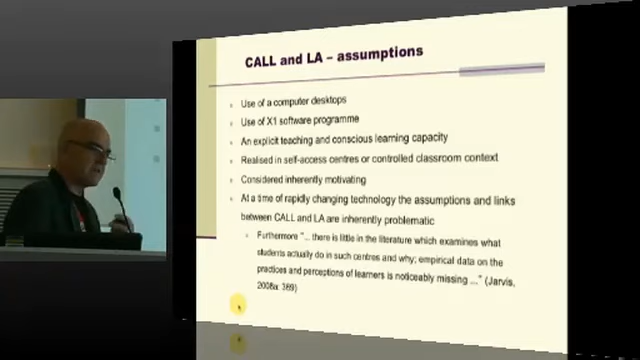 CALL and LA – assumptions
Use of a computer desktops
Use of X1 software programme
An explicit teaching and conscious learning capacity
Realised in self-access centres or controlled classroom context
Considered inherently motivating
At a time of rapidly changing technology the assumptions and links
between CALL and LA are inherently problematic
Furthermore "... there is little in the literature which examines what
students actually do in such centres and why; empirical data on the
practices and perceptions of learners is noticeably missing ..." (Jarvis,
2008a: 369)